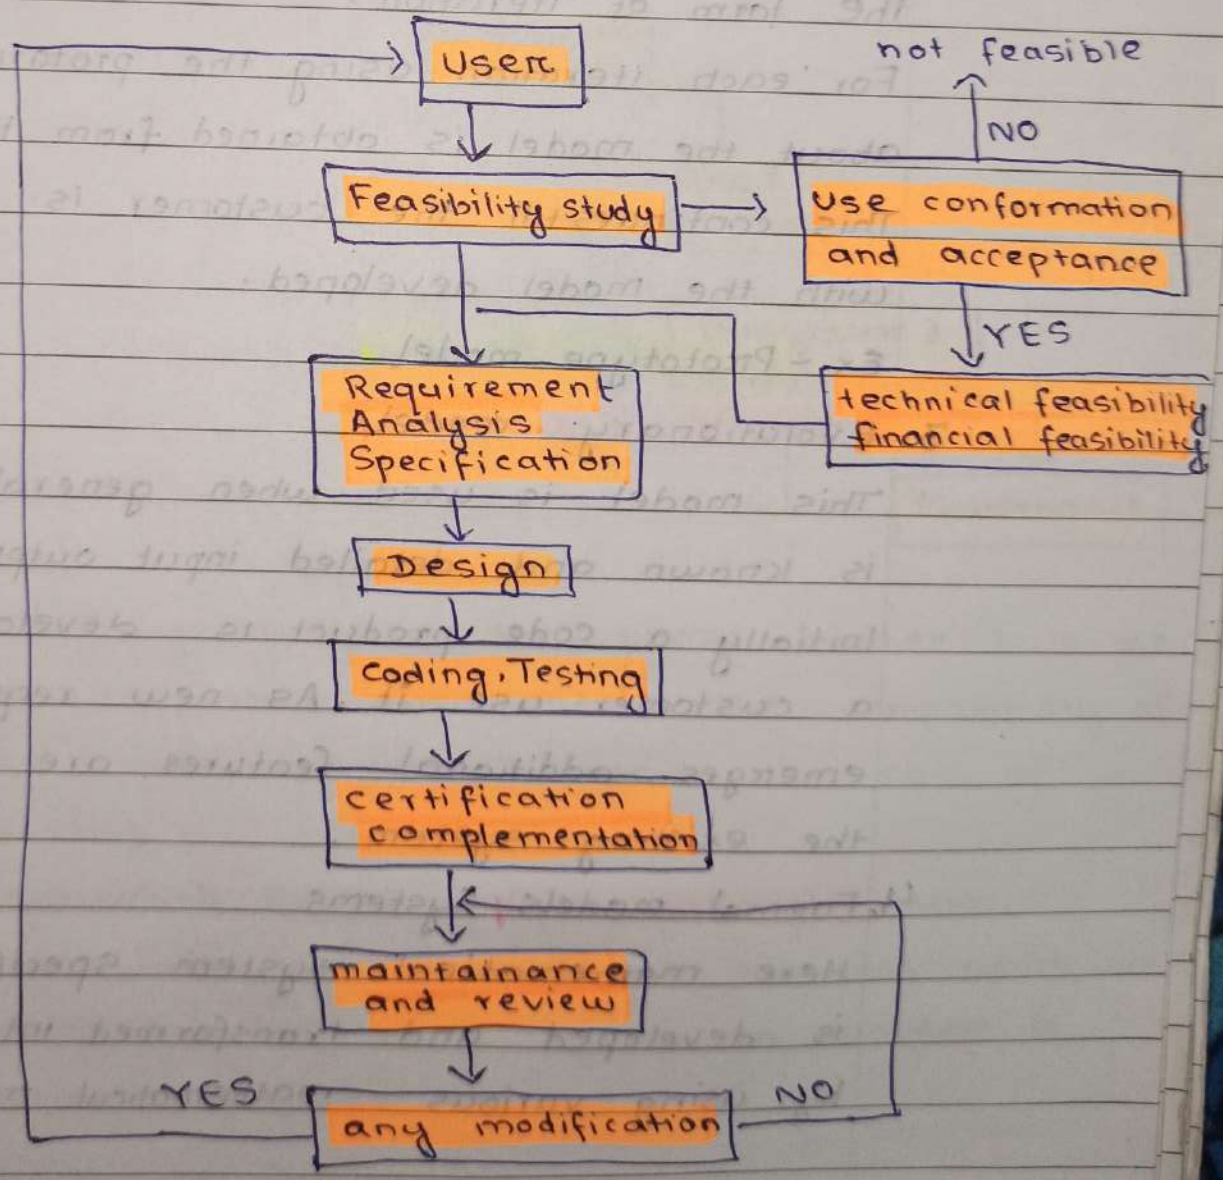 user
not feasible
NO
Feasibility study
use conformation
and acceptance
YES
technical feasibility
financial feasibility
Requirement
Analysis
Specification
Design
coding, Testing
certification
complementation
maintainance
and review
YES
NO
any modification